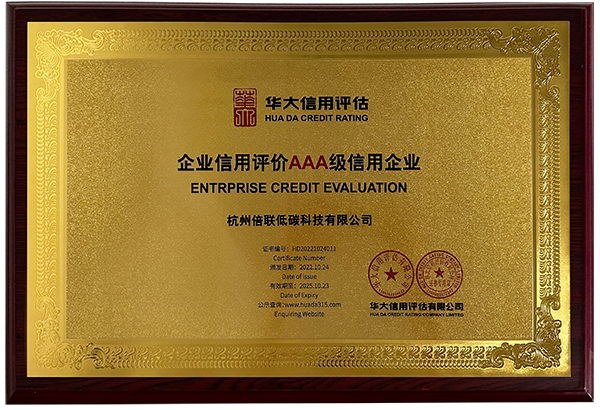 华大信用评估
HUA DA CREDIT RATING
企业信用评价AAA级信用企业
ENTRPRISE CREDIT EVALUATION
杭州倍联低碳科技有限公司
证书编号：HD20221024011
Certificate Number
颁发日期：2022.10.24
Date of Issue
有效期至：2025.10.23
Date of Expiry
公示查询:www.huada315.com
Enquiring Website
华大信用评估有限公司
HUA DA CREDIT RATING COMPANY LIMITED